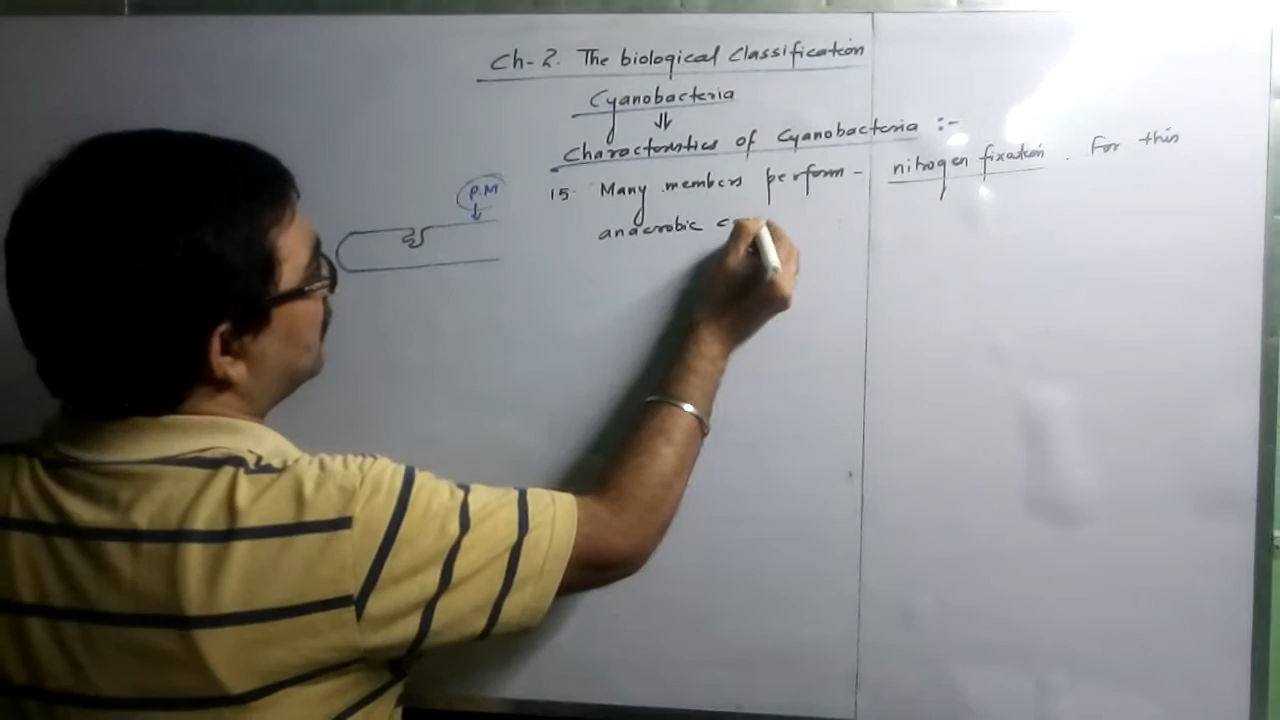 Ch-2. The biological Classification
Cyanobacteria
⇓
Characteristics of Cyanobacteria :-
15. Many members perform - nitrogen fixation. For this
anaerobic
P.M